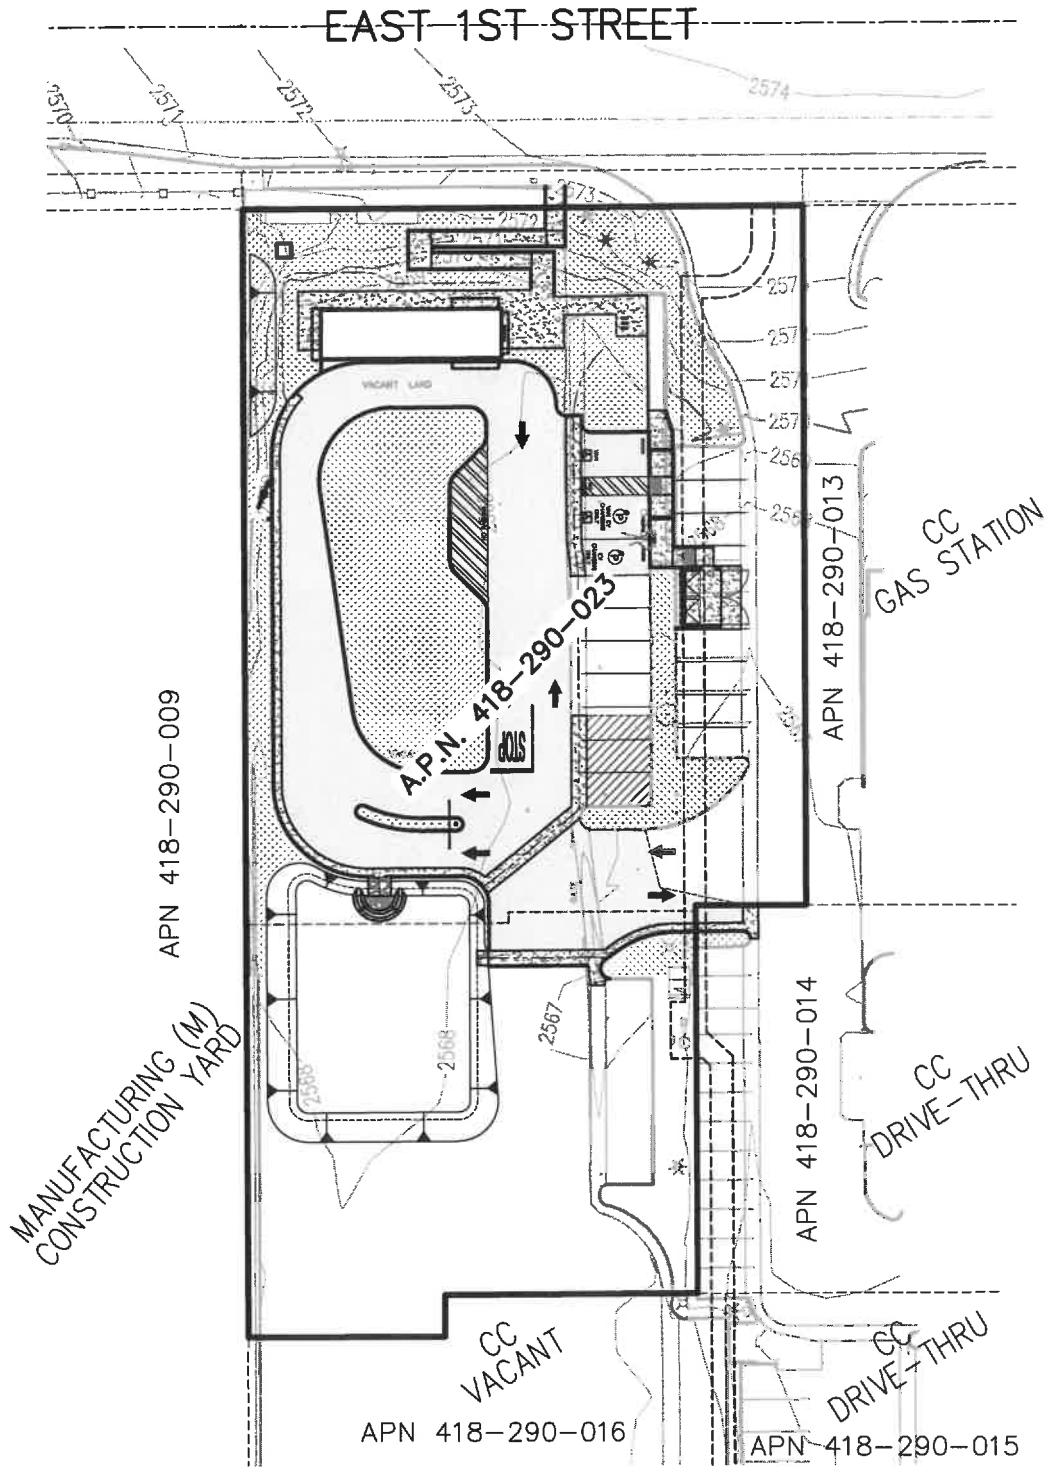 EAST 1ST STREET
2570
2571
2572
2573
2574
2573
2572
VACANT LAND
APN 418-290-013
CC
GAS STATION
A.P.N. 418-290-023
STOP
APN 418-290-009
GATE
MANUFACTURING (M)
CONSTRUCTION YARD
2567
2568
2568
APN 418-290-014
CC
DRIVE-THRU
CC
VACANT
CC
DRIVE-THRU
APN 418-290-016
APN 418-290-015